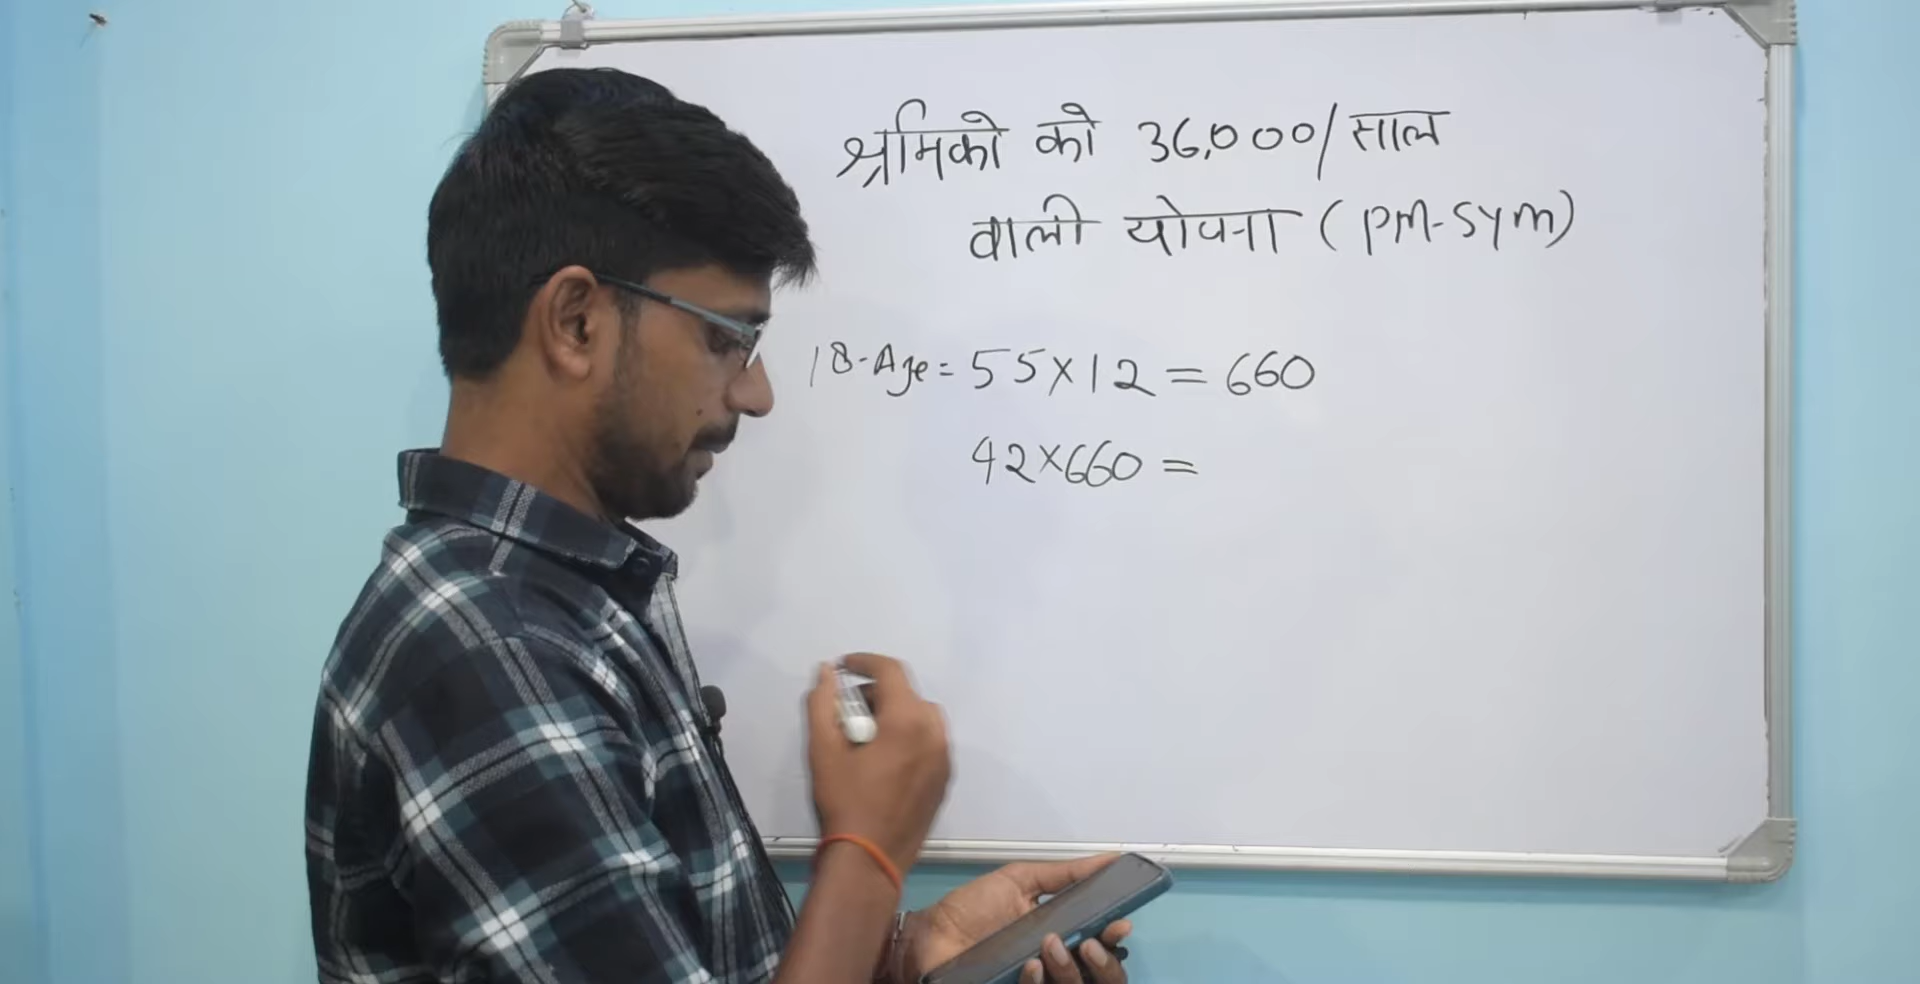 श्रमिको को 36,000/साल
वाली योजना (PM-SYM)
18-Age = 55×12 = 660
42×660 =